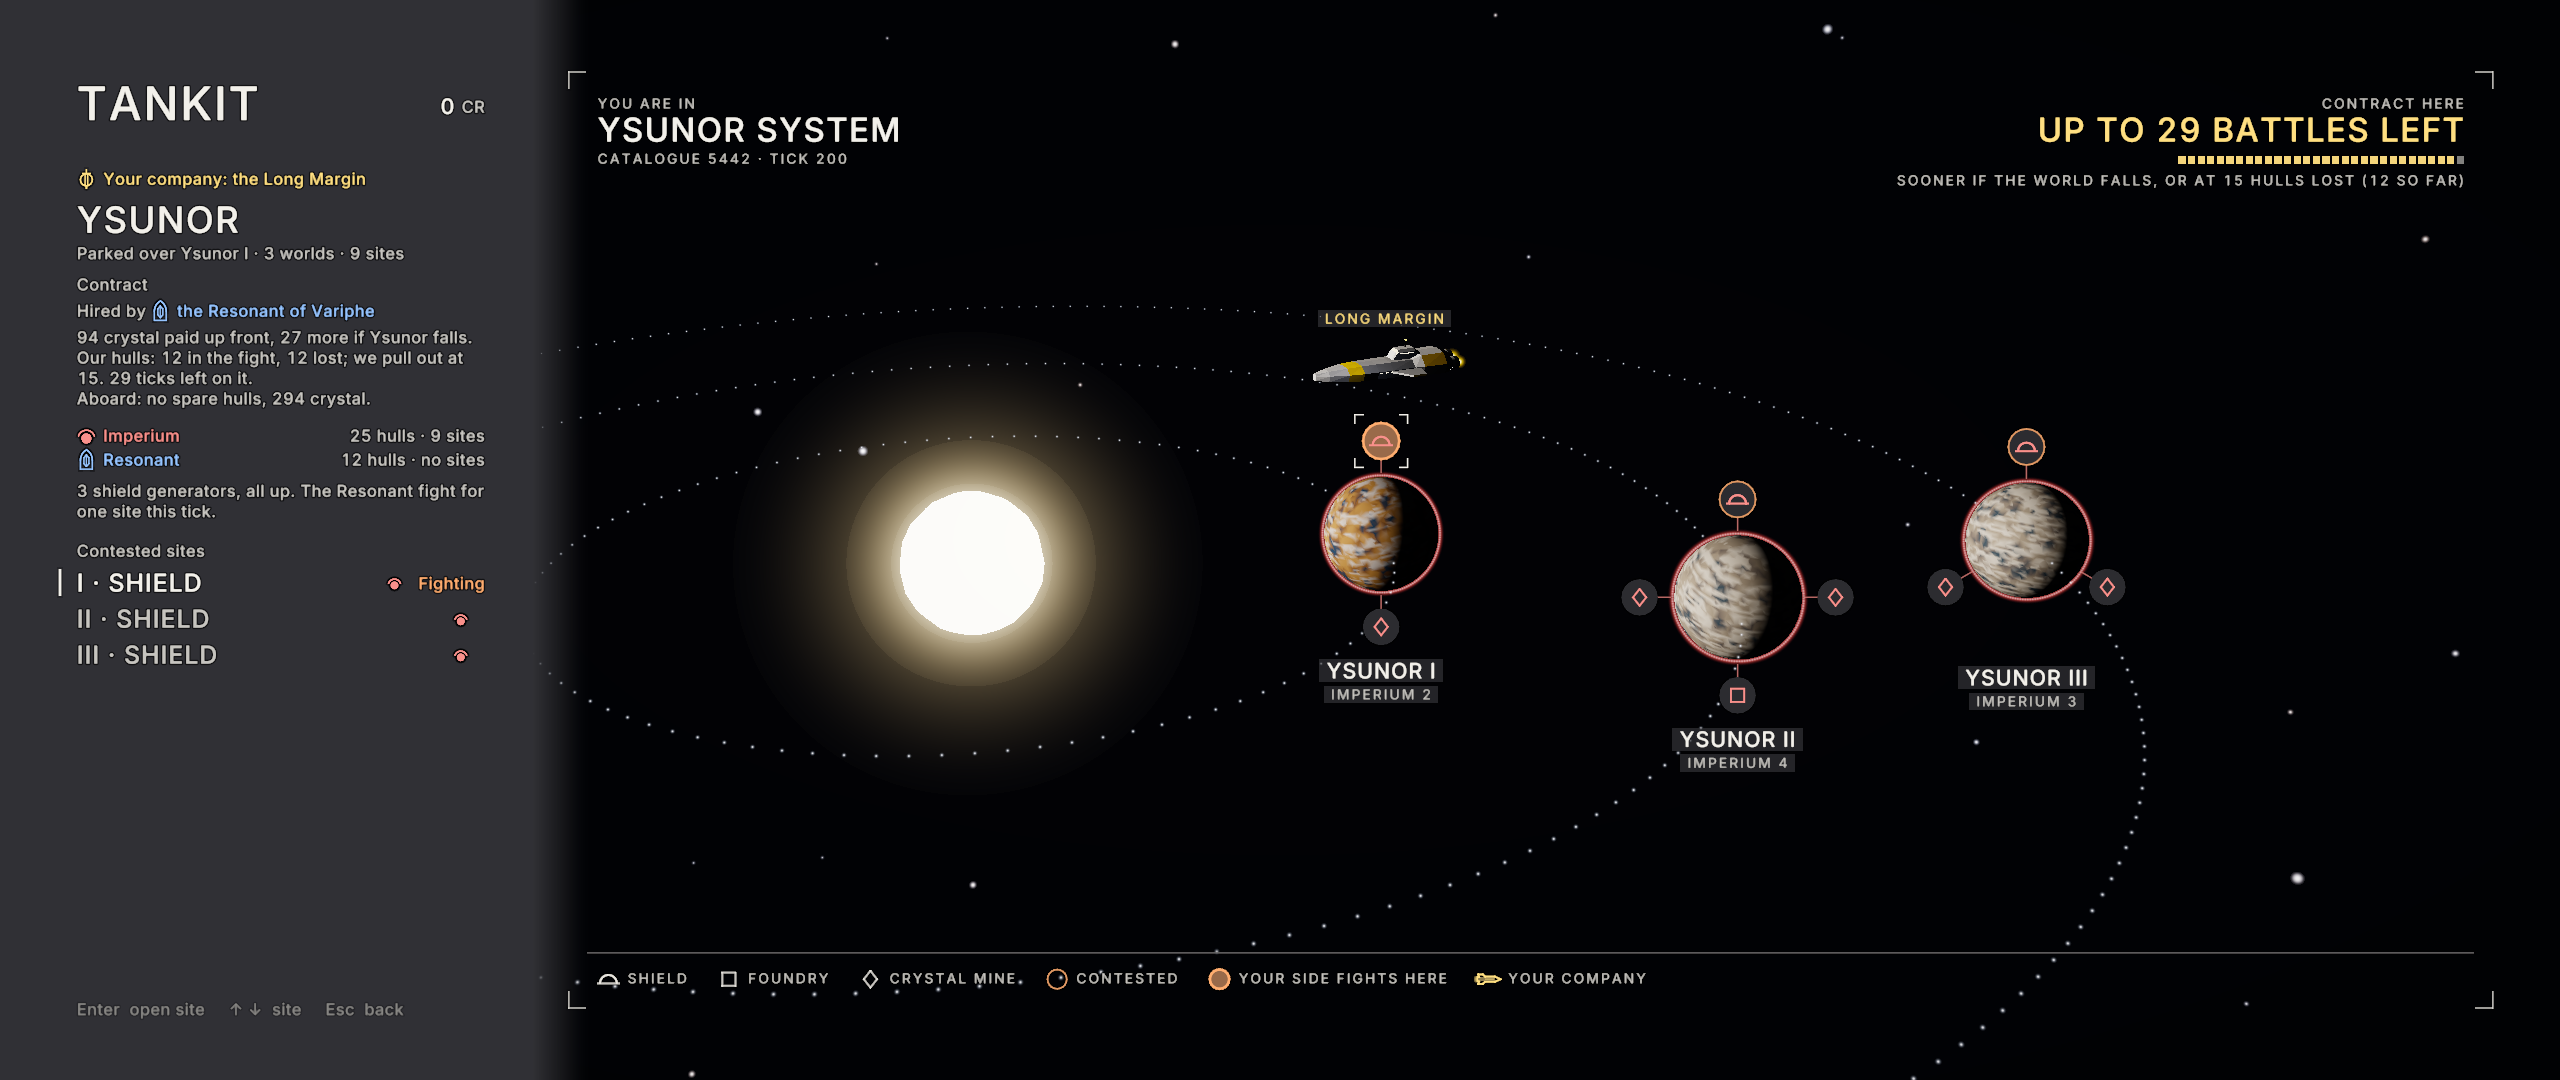 TANKIT
0 CR
Your company: the Long Margin
YSUNOR
Parked over Ysunor I · 3 worlds · 9 sites
Contract
Hired by the Resonant of Variphe
94 crystal paid up front, 27 more if Ysunor falls.
Our hulls: 12 in the fight, 12 lost; we pull out at
15. 29 ticks left on it.
Aboard: no spare hulls, 294 crystal.
Imperium 25 hulls · 9 sites
Resonant 12 hulls · no sites
3 shield generators, all up. The Resonant fight for
one site this tick.
Contested sites
I · SHIELD Fighting
II · SHIELD
III · SHIELD
Enter open site ↑↓ site Esc back
YOU ARE IN
YSUNOR SYSTEM
CATALOGUE 5442 · TICK 200
CONTRACT HERE
UP TO 29 BATTLES LEFT
SOONER IF THE WORLD FALLS, OR AT 15 HULLS LOST (12 SO FAR)
LONG MARGIN
YSUNOR I
IMPERIUM 2
YSUNOR II
IMPERIUM 4
YSUNOR III
IMPERIUM 3
SHIELD FOUNDRY CRYSTAL MINE CONTESTED YOUR SIDE FIGHTS HERE YOUR COMPANY